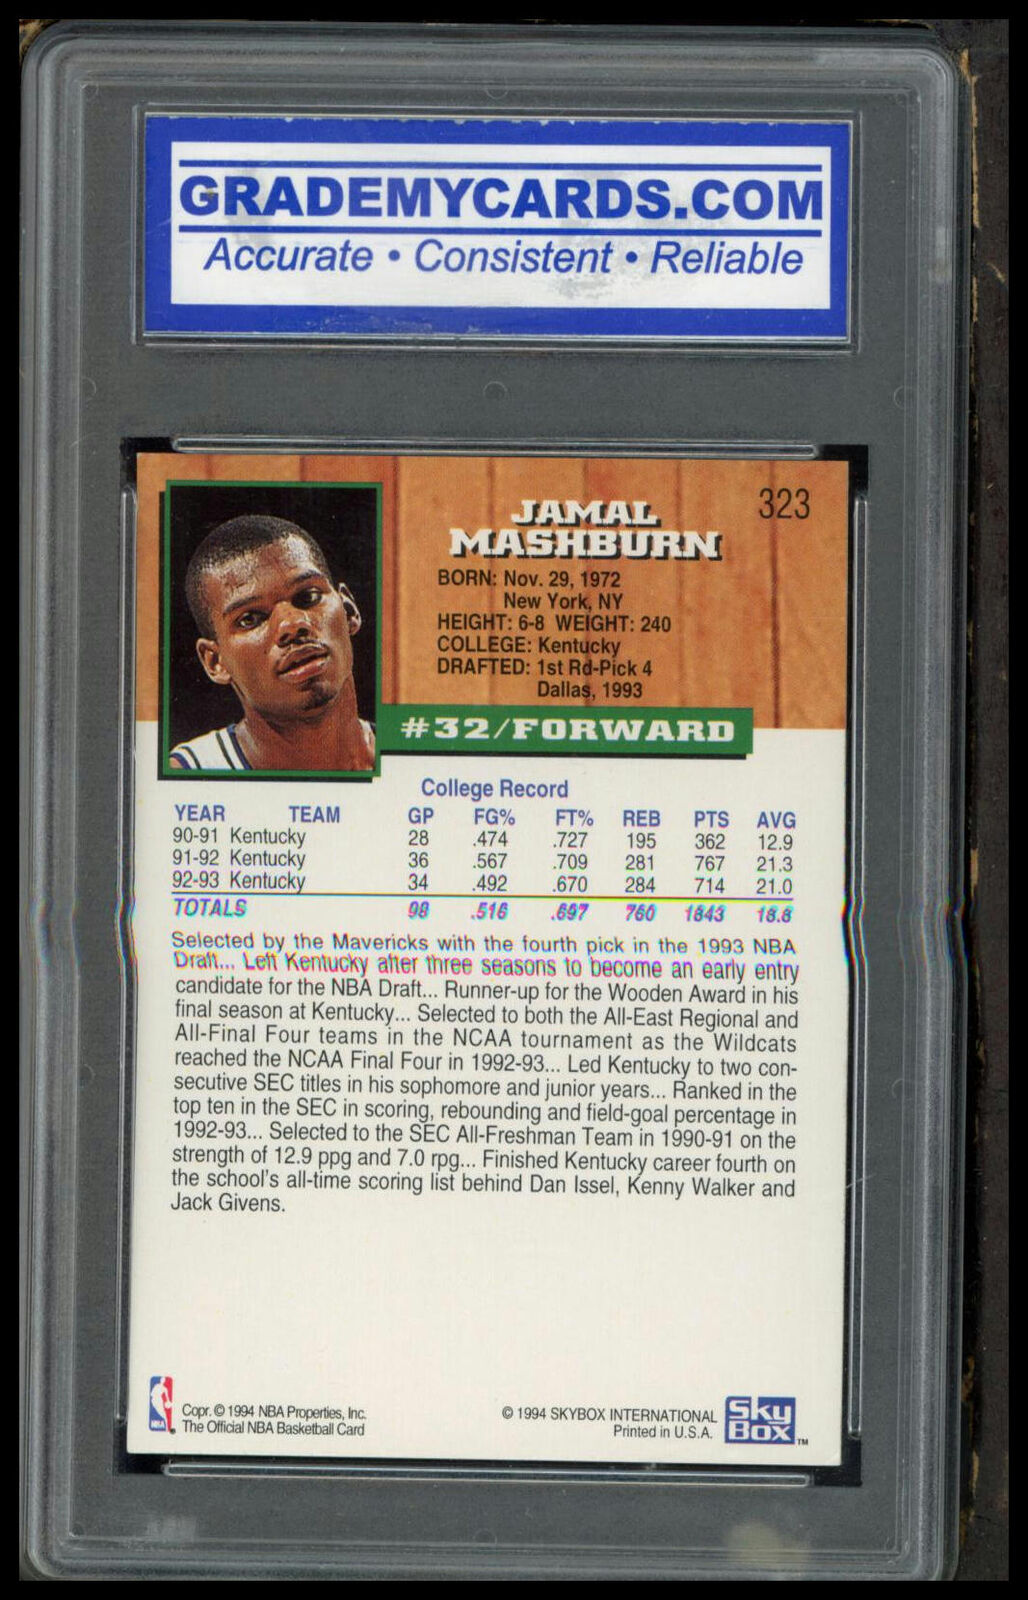 GRADEMYCARDS.COM
Accurate • Consistent • Reliable
323
JAMAL
MASHBURN
BORN: Nov. 29, 1972
New York, NY
HEIGHT: 6-8 WEIGHT: 240
COLLEGE: Kentucky
DRAFTED: 1st Rd-Pick 4
Dallas, 1993
#32/FORWARD
College Record
YEAR TEAM GP FG% FT% REB PTS AVG
90-91 Kentucky 28 .474 .727 195 362 12.9
91-92 Kentucky 36 .567 .709 281 767 21.3
92-93 Kentucky 34 .492 .670 284 714 21.0
TOTALS 98 .516 .697 760 1843 18.8
Selected by the Mavericks with the fourth pick in the 1993 NBA
Draft... Left Kentucky after three seasons to become an early entry
candidate for the NBA Draft... Runner-up for the Wooden Award in his
final season at Kentucky... Selected to both the All-East Regional and
All-Final Four teams in the NCAA tournament as the Wildcats
reached the NCAA Final Four in 1992-93... Led Kentucky to two con-
secutive SEC titles in his sophomore and junior years... Ranked in the
top ten in the SEC in scoring, rebounding and field-goal percentage in
1992-93... Selected to the SEC All-Freshman Team in 1990-91 on the
strength of 12.9 ppg and 7.0 rpg... Finished Kentucky career fourth on
the school's all-time scoring list behind Dan Issel, Kenny Walker and
Jack Givens.
NBA
Copr. © 1994 NBA Properties, Inc.
The Official NBA Basketball Card
© 1994 SKYBOX INTERNATIONAL
Printed in U.S.A.
Sky
Box
™